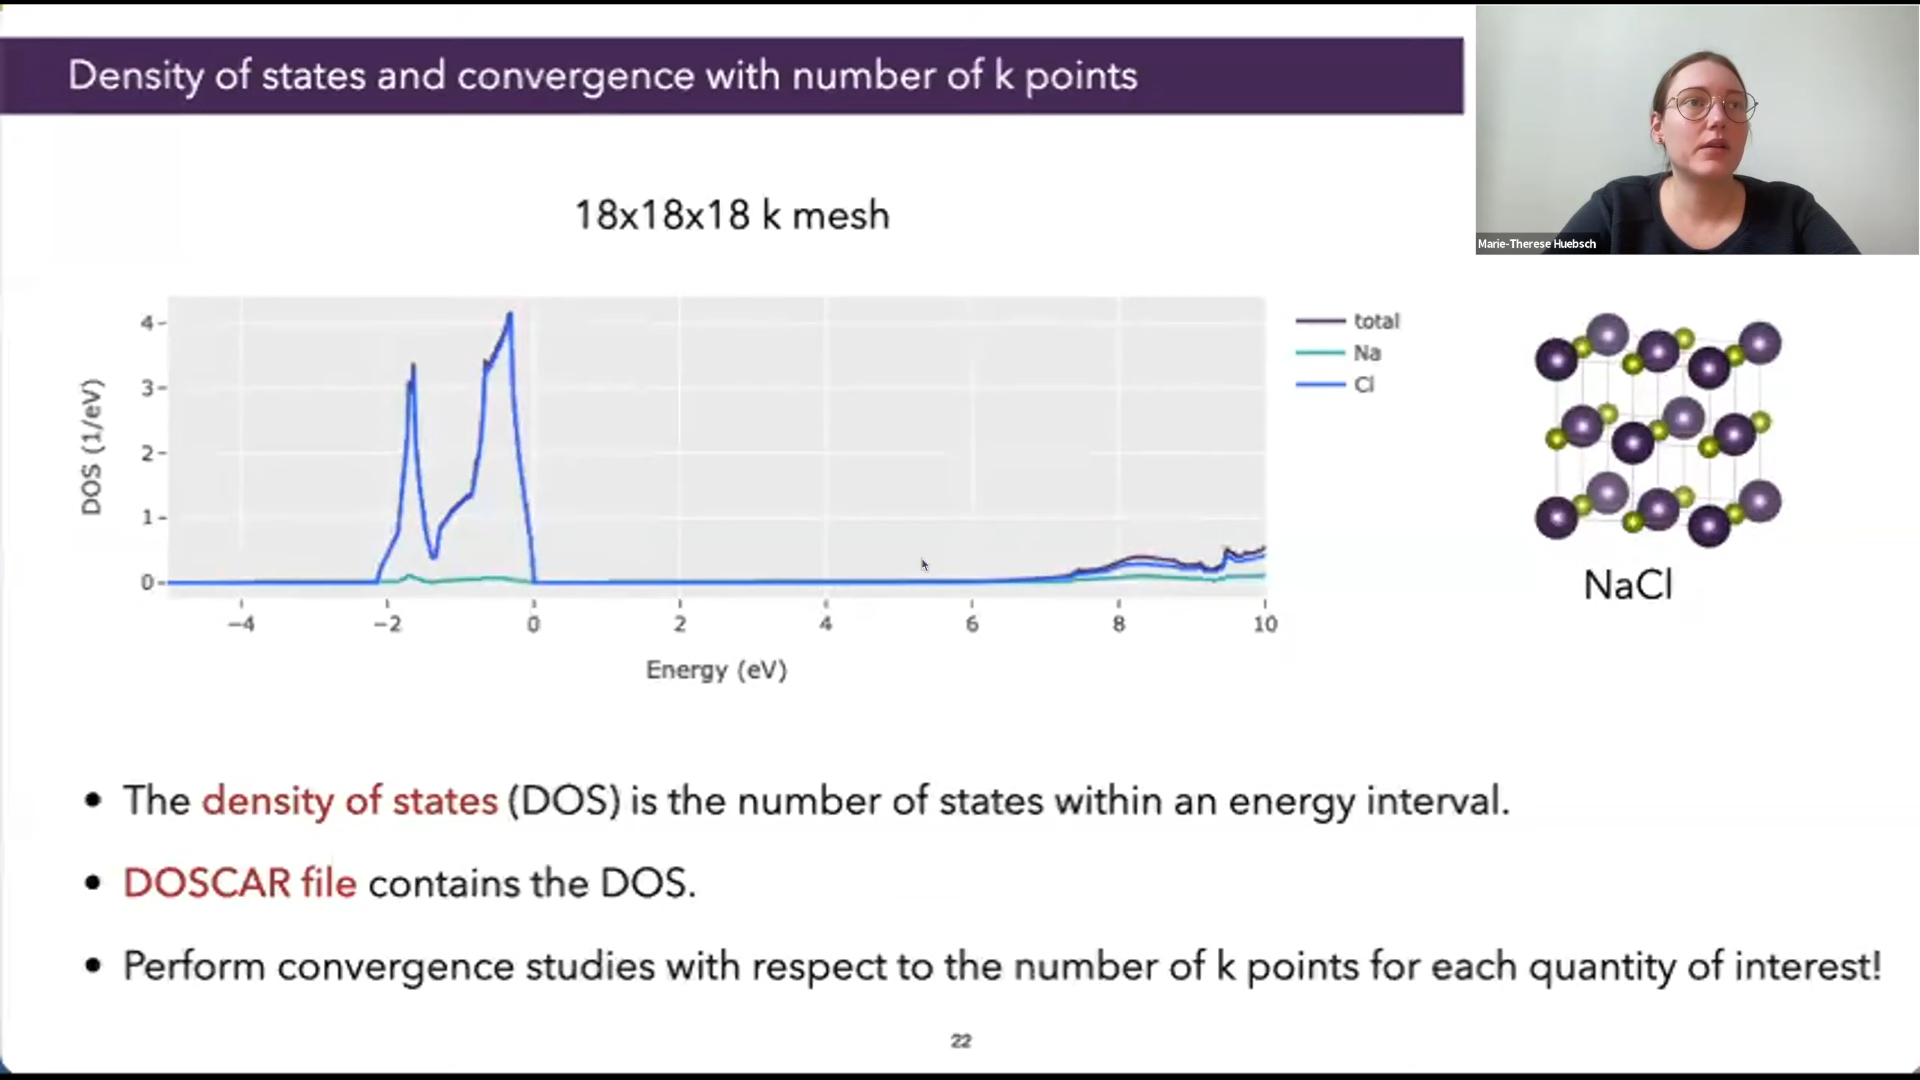 Density of states and convergence with number of k points
Marie-Therese Huebsch
18x18x18 k mesh
total
Na
Cl
DOS (1/eV)
4
3
2
1
0
−4
−2
0
2
4
6
8
10
Energy (eV)
NaCl
• The density of states (DOS) is the number of states within an energy interval.
• DOSCAR file contains the DOS.
• Perform convergence studies with respect to the number of k points for each quantity of interest!
22